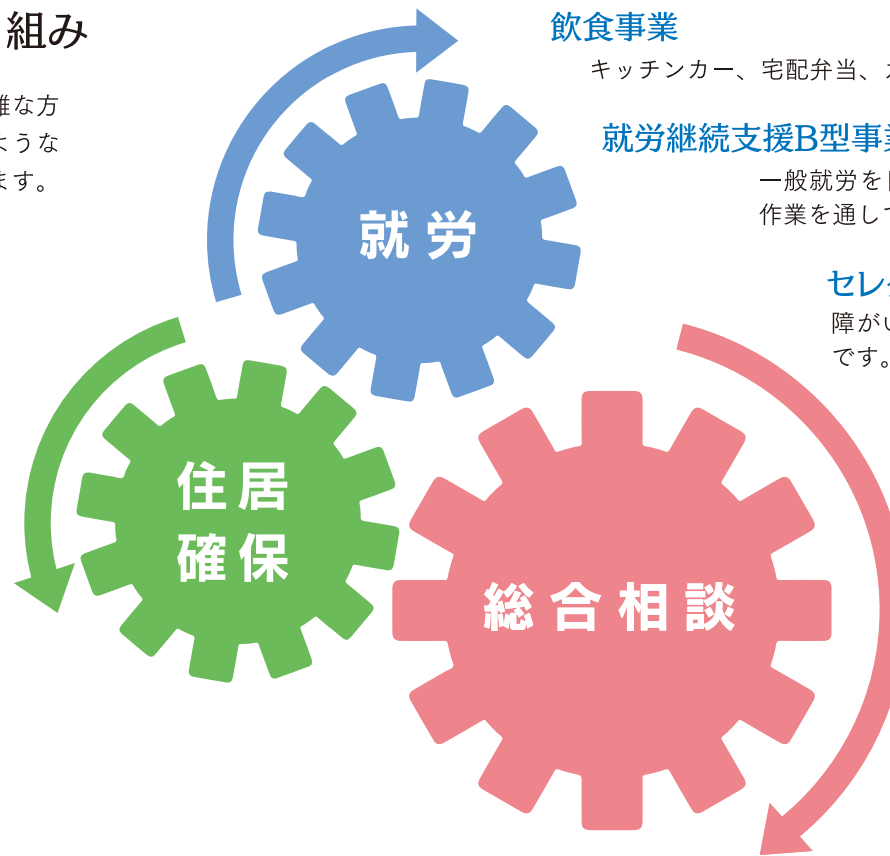 組み
な方
ような
ます。
飲食事業
キッチンカー、宅配弁当、
就労継続支援B型事
一般就労を
作業を通し
セレ
障が
です。
就労
住居
確保
総合相談